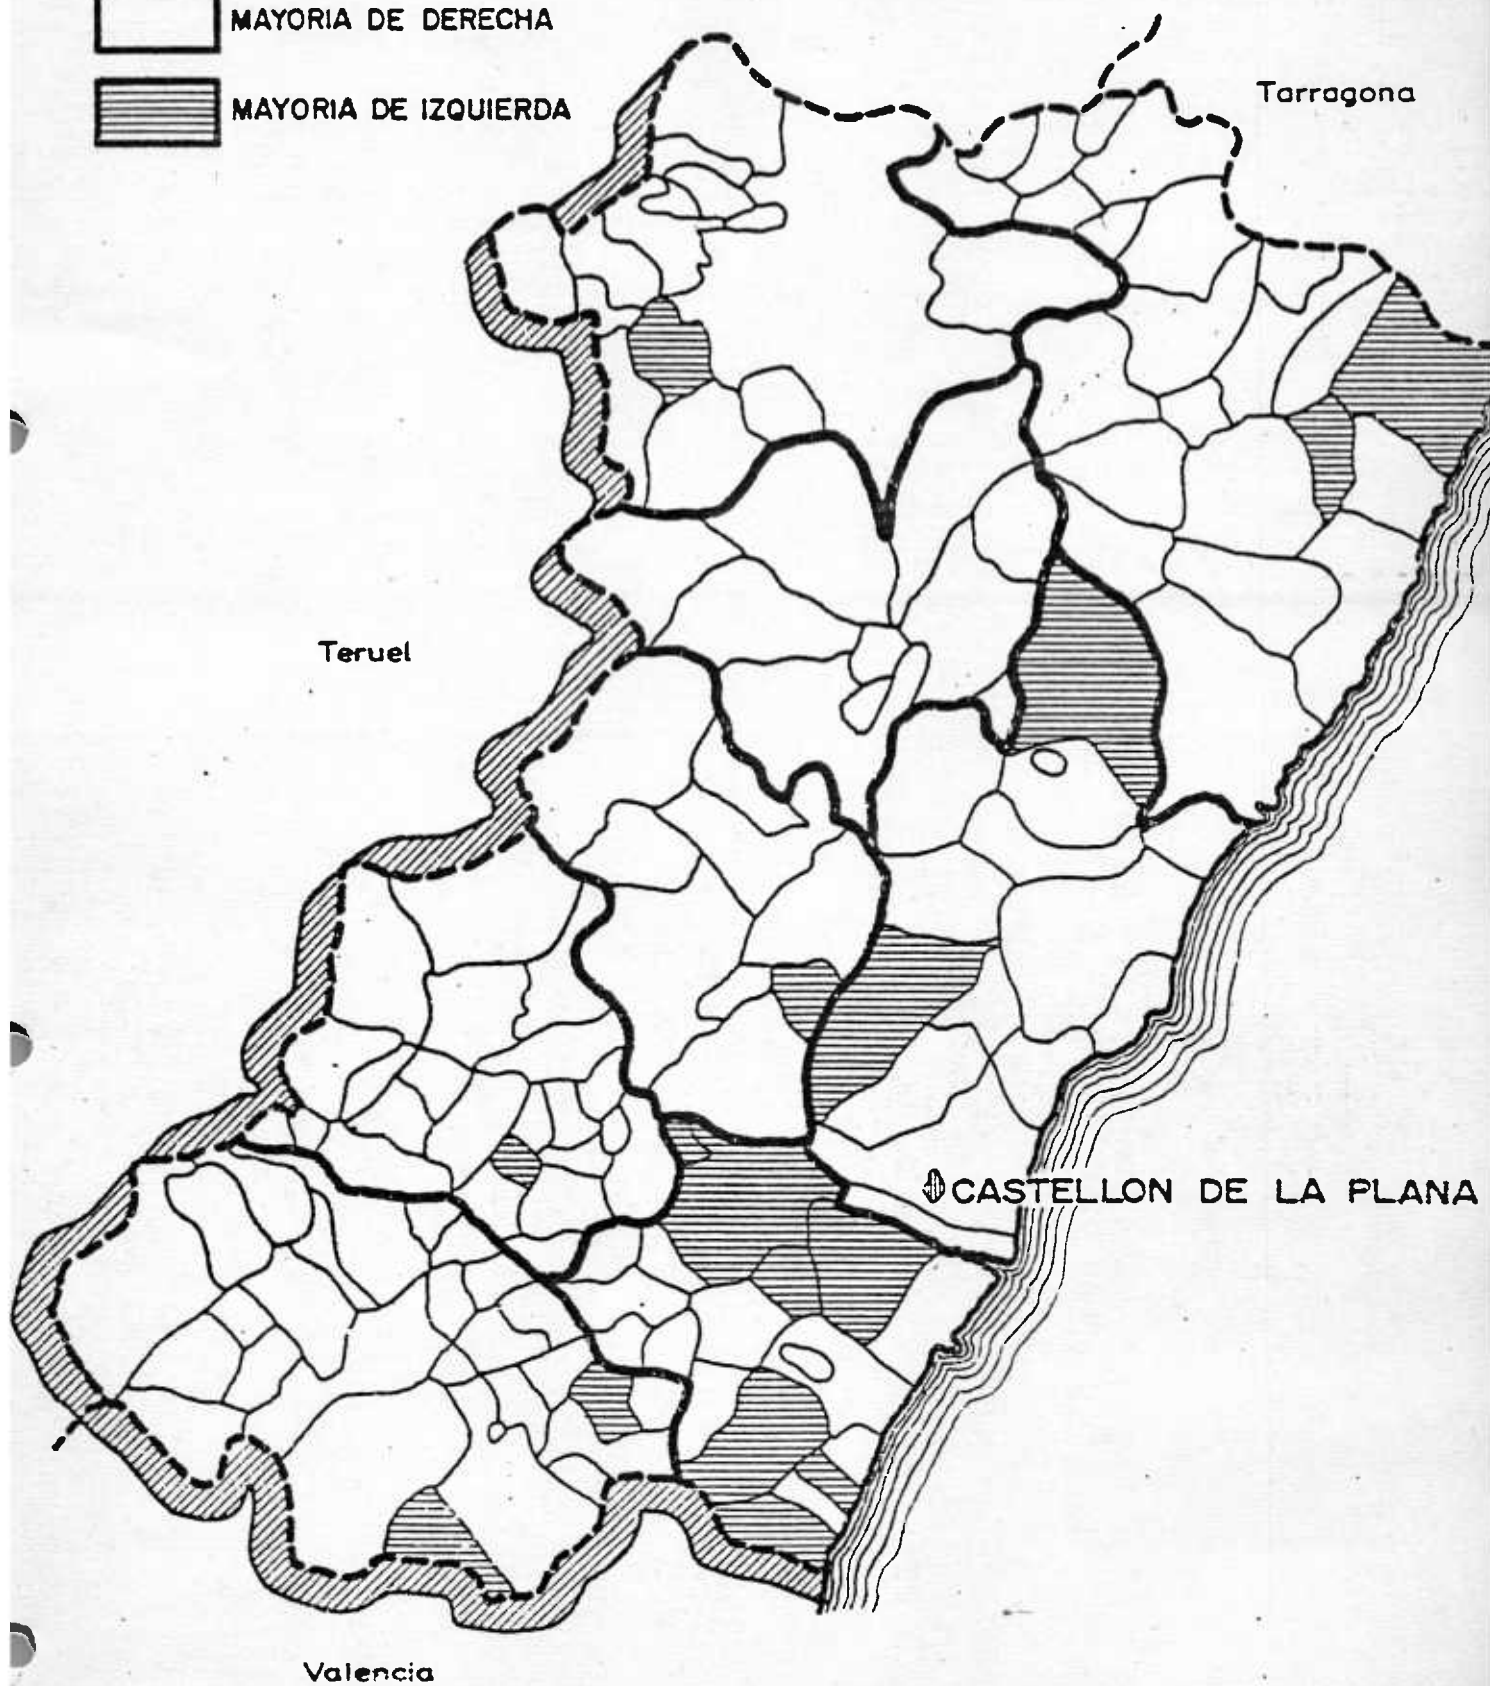 MAYORIA DE DERECHA
MAYORIA DE IZQUIERDA
Tarragona
Teruel
CASTELLON DE LA PLANA
Valencia